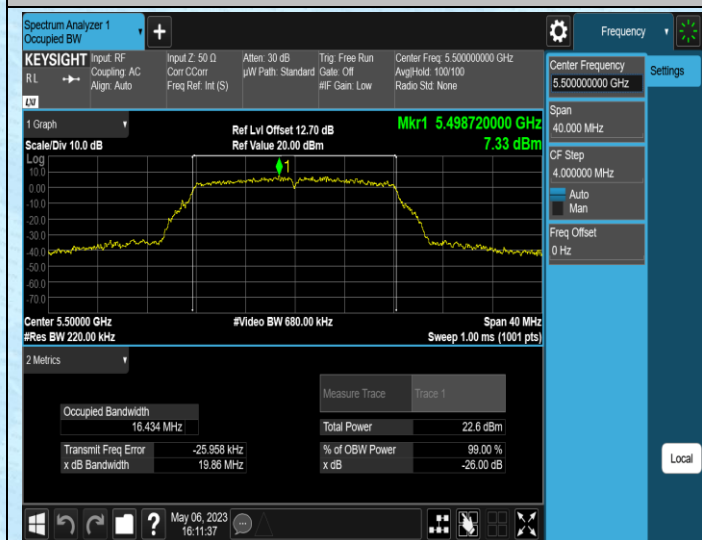 Spectrum Analyzer 1
Occupied BW
Frequency
KEYSIGHT
R L
LXI
Input: RF
Coupling: AC
Align: Auto
Input Z: 50 Ω
Corr CCorr
Freq Ref: Int (S)
Atten: 30 dB
µW Path: Standard
Trig: Free Run
Gate: Off
#IF Gain: Low
Center Freq: 5.500000000 GHz
Avg|Hold: 100/100
Radio Std: None
Center Frequency
5.500000000 GHz
Settings
Span
40.000 MHz
CF Step
4.000000 MHz
Auto
Man
Freq Offset
0 Hz
1 Graph
Scale/Div 10.0 dB
Ref Lvl Offset 12.70 dB
Ref Value 20.00 dBm
Mkr1 5.498720000 GHz
7.33 dBm
Log
10.0
0.00
-10.0
-20.0
-30.0
-40.0
-50.0
-60.0
-70.0
1
Center 5.50000 GHz
#Video BW 680.00 kHz
Span 40 MHz
#Res BW 220.00 kHz
Sweep 1.00 ms (1001 pts)
2 Metrics
Measure Trace
Trace 1
Occupied Bandwidth
16.434 MHz
Total Power
22.6 dBm
Transmit Freq Error
-25.958 kHz
% of OBW Power
99.00 %
x dB Bandwidth
19.86 MHz
x dB
-26.00 dB
Local
?
May 06, 2023
16:11:37